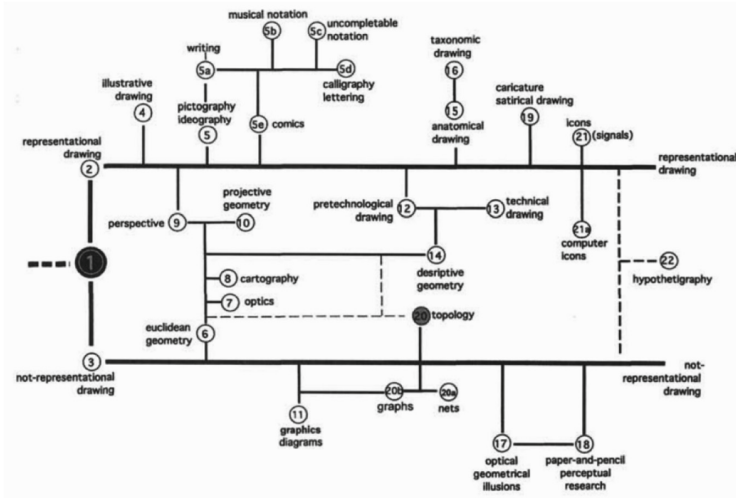 musical notation
5b
5c
uncompletable
notation
writing
5a
5d
calligraphy
lettering
taxonomic
drawing
16
illustrative
drawing
4
pictography
ideography
5
5e
comics
15
anatomical
drawing
caricature
satirical drawing
19
icons
21
(signals)
representational
drawing
2
representational
drawing
projective
geometry
perspective
9
10
pretechnological
drawing
12
13
technical
drawing
21a
computer
icons
1
14
desriptive
geometry
22
hypothetigraphy
8
cartography
7
optics
euclidean
geometry
6
20
topology
3
not-representational
drawing
not-
representational
drawing
11
graphics
diagrams
20b
graphs
20a
nets
17
optical
geometrical
illusions
18
paper-and-pencil
perceptual
research